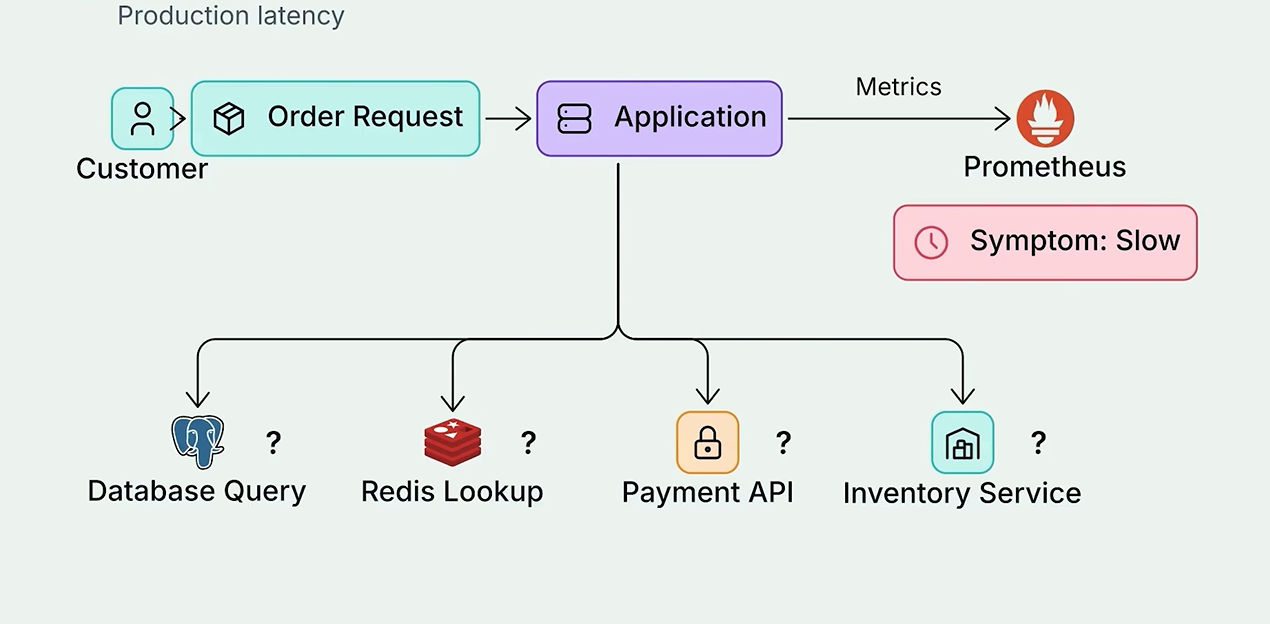 Production latency
Metrics
Order Request
Application
Customer
Prometheus
Symptom: Slow
? ? ? ?
Database Query
Redis Lookup
Payment API
Inventory Service